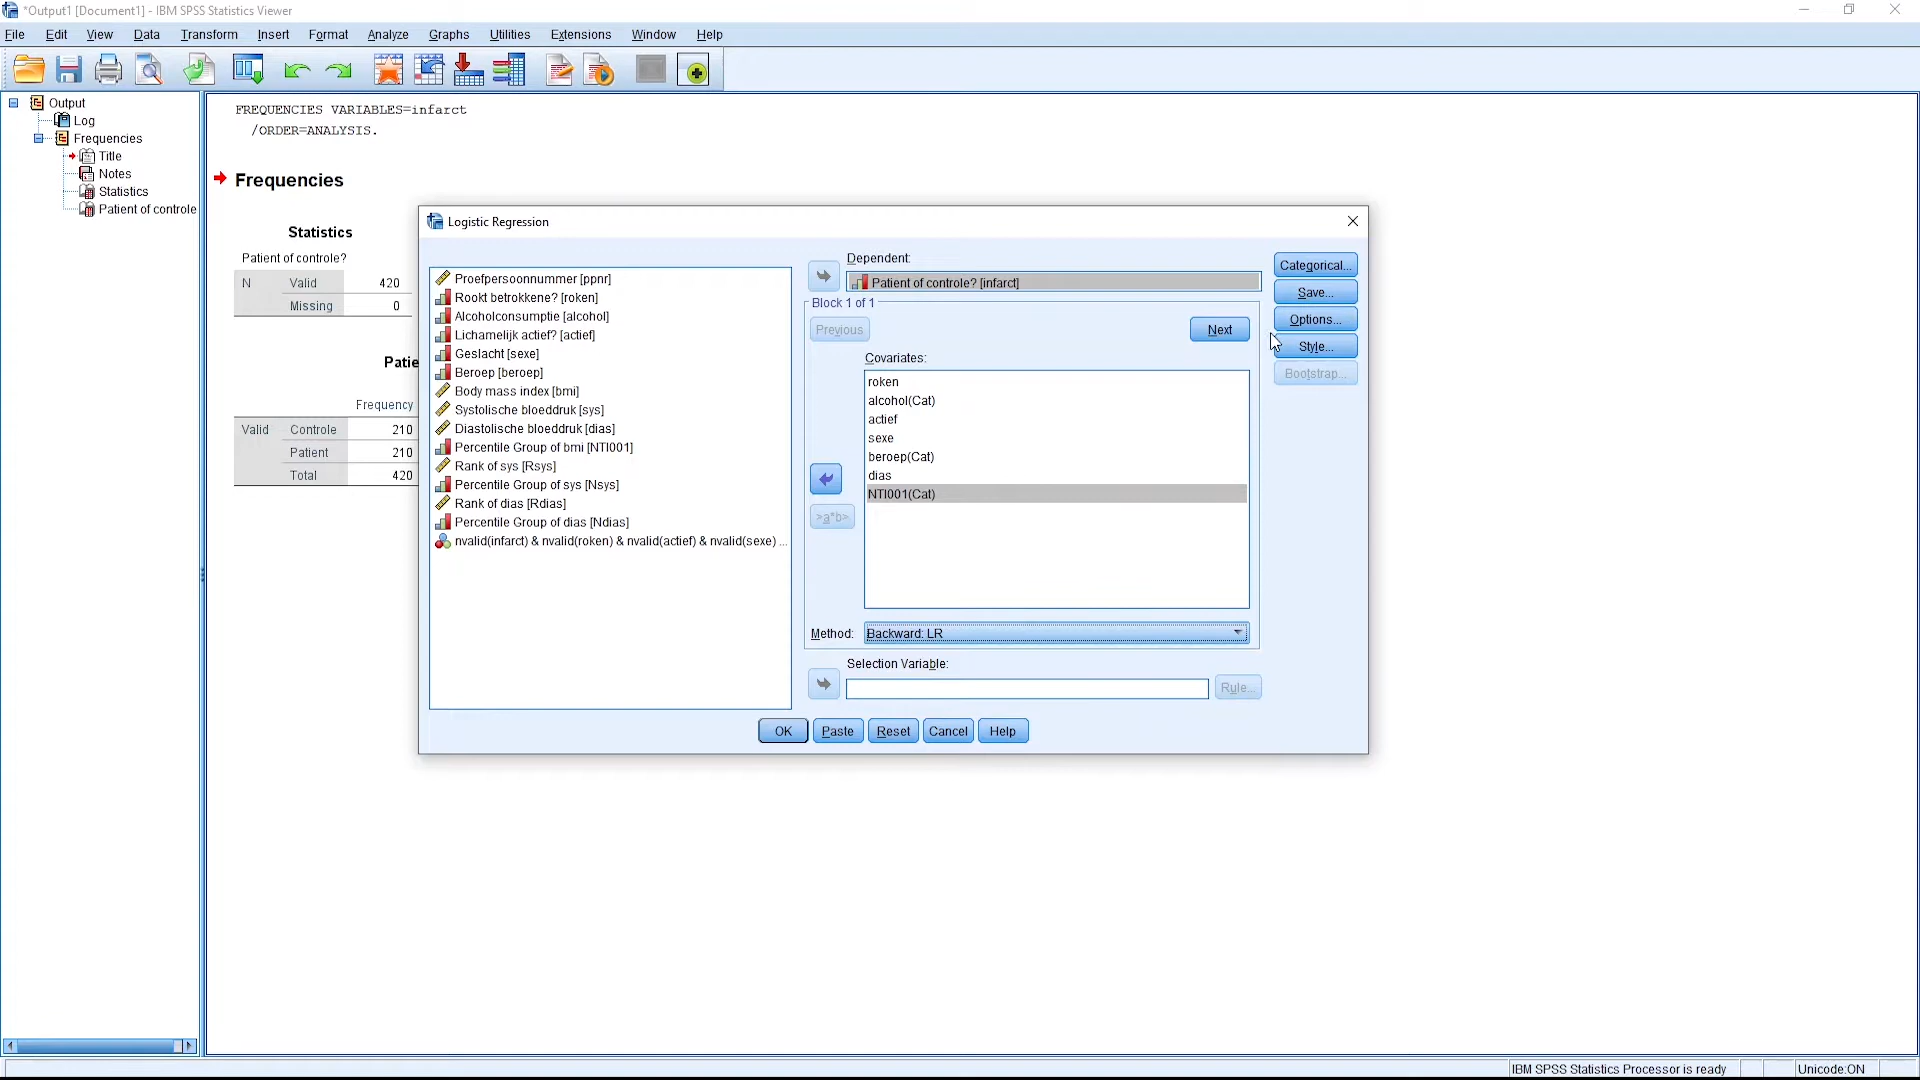 *Output1 [Document1] - IBM SPSS Statistics Viewer
File Edit View Data Transform Insert Format Analyze Graphs Utilities Extensions Window Help
Output
Log
Frequencies
Title
Notes
Statistics
Patient of controle
FREQUENCIES VARIABLES=infarct
/ORDER=ANALYSIS.
Frequencies
Statistics
Patient of controle?
N Valid 420
Missing 0
Patie
Frequency
Valid Controle 210
Patient 210
Total 420
Logistic Regression
Proefpersoonnummer [ppnr]
Rookt betrokkene? [roken]
Alcoholconsumptie [alcohol]
Lichamelijk actief? [actief]
Geslacht [sexe]
Beroep [beroep]
Body mass index [bmi]
Systolische bloeddruk [sys]
Diastolische bloeddruk [dias]
Percentile Group of bmi [NTI001]
Rank of sys [Rsys]
Percentile Group of sys [Nsys]
Rank of dias [Rdias]
Percentile Group of dias [Ndias]
nvalid(infarct) & nvalid(roken) & nvalid(actief) & nvalid(sexe) ...
Dependent:
Patient of controle? [infarct]
Block 1 of 1
Previous Next
Covariates:
roken
alcohol(Cat)
actief
sexe
beroep(Cat)
dias
NTI001(Cat)
>a*b>
Method: Backward: LR
Selection Variable:
Rule...
Categorical...
Save...
Options...
Style...
Bootstrap...
OK Paste Reset Cancel Help
IBM SPSS Statistics Processor is ready Unicode:ON